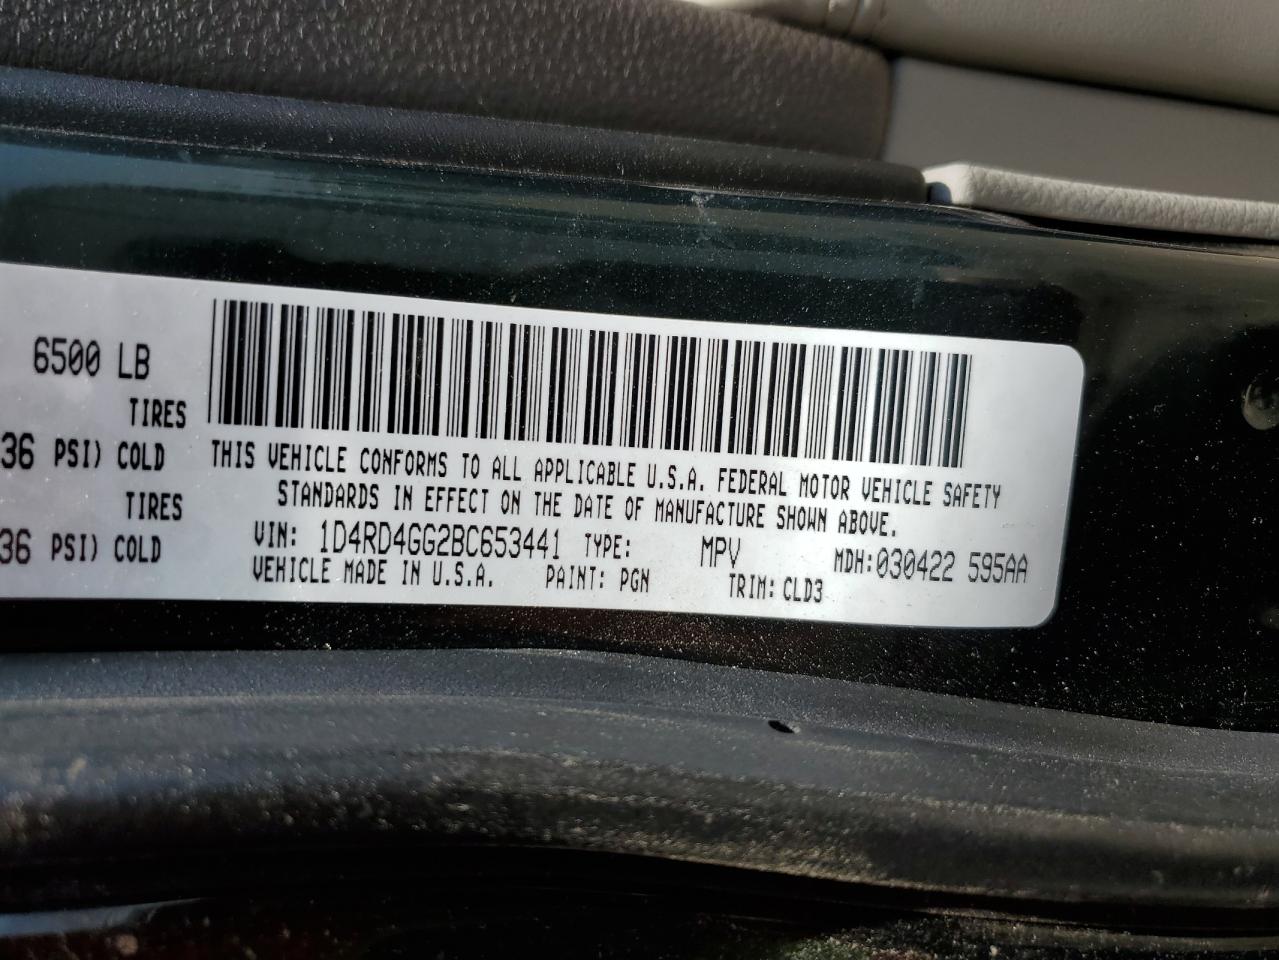 6500 LB
TIRES
36 PSI) COLD
TIRES
36 PSI) COLD
THIS VEHICLE CONFORMS TO ALL APPLICABLE U.S.A. FEDERAL MOTOR VEHICLE SAFETY
STANDARDS IN EFFECT ON THE DATE OF MANUFACTURE SHOWN ABOVE.
VIN: 1D4RD4GG2BC653441 TYPE: MPV MDH:030422 595AA
VEHICLE MADE IN U.S.A. PAINT: PGN TRIM: CLD3